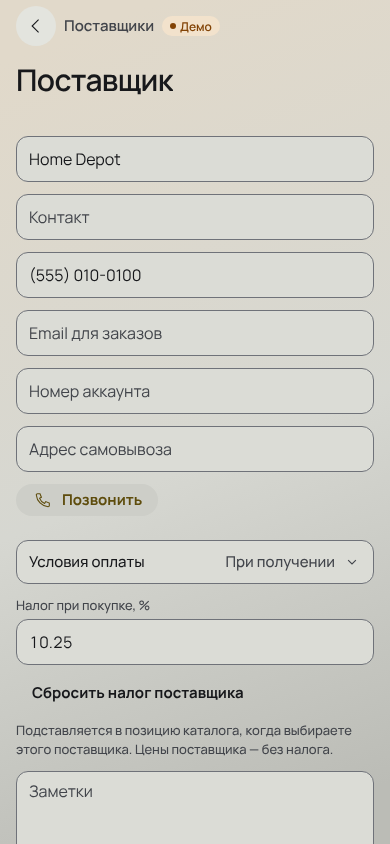 Поставщики
Демо
Поставщик
Home Depot
Контакт
(555) 010-0100
Email для заказов
Номер аккаунта
Адрес самовывоза
Позвонить
Условия оплаты При получении
Налог при покупке, %
10.25
Сбросить налог поставщика
Подставляется в позицию каталога, когда выбираете
этого поставщика. Цены поставщика — без налога.
Заметки